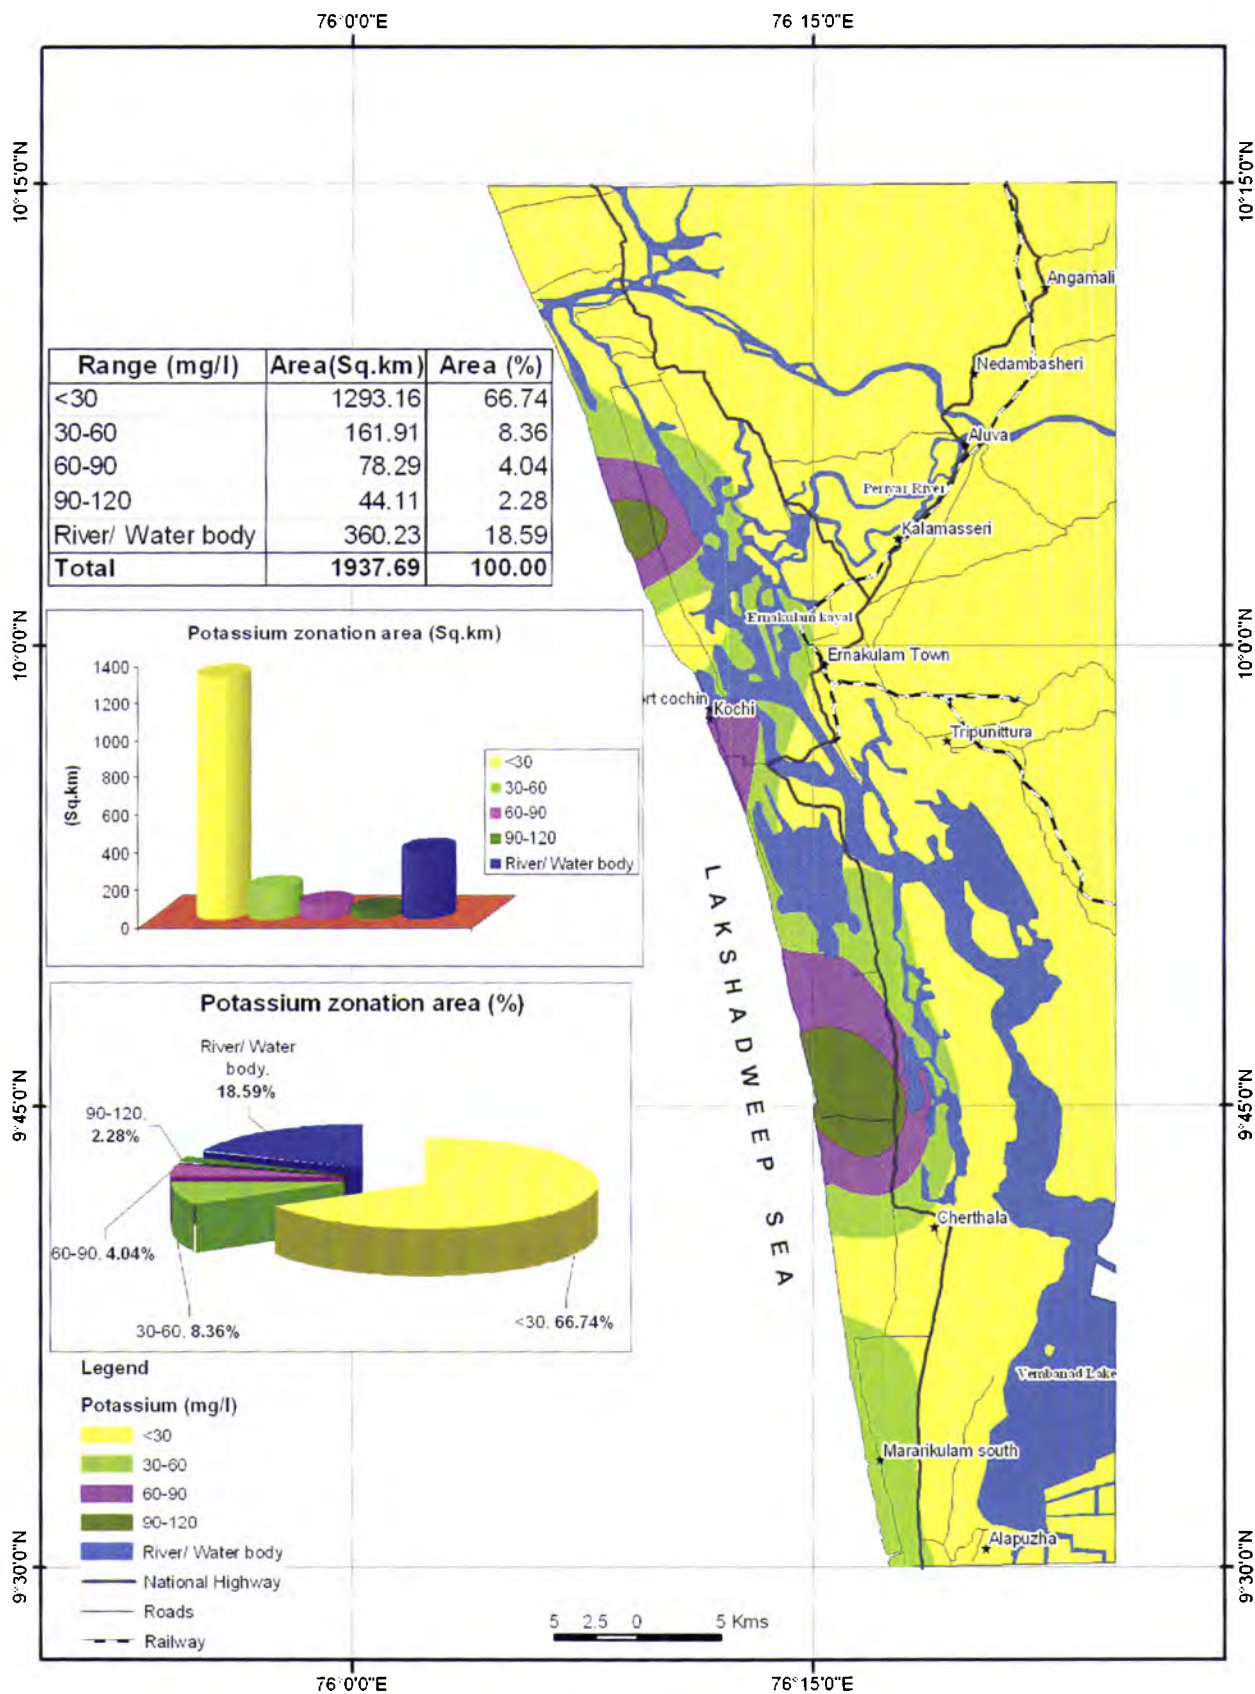 76°0'0"E 76 15'0"E
10°15'0"N 10°15'0"N
Angamali
Range (mg/l) Area(Sq.km) Area (%)
<30 1293.16 66.74
30-60 161.91 8.36
60-90 78.29 4.04
90-120 44.11 2.28
River/ Water body 360.23 18.59
Total 1937.69 100.00
Nedambasheri
Aluva
Periyar River
Kalamasseri
Ernakulam kayal
Ernakulam Town
10°0'0"N 10°0'0"N
rt cochin
Kochi
Tripunittura
Potassium zonation area (Sq.km)
(Sq.km)
1400
1200
1000
800
600
400
200
0
<30
30-60
60-90
90-120
River/ Water body
LAKSHADWEEP SEA
Potassium zonation area (%)
River/ Water
body.
18.59%
90-120.
2.28%
60-90. 4.04%
30-60. 8.36%
<30. 66.74%
9°45'0"N 9°45'0"N
Cherthala
Vembanad Lake
Mararikulam south
Alapuzha
Legend
Potassium (mg/l)
<30
30-60
60-90
90-120
River/ Water body
National Highway
Roads
Railway
9°30'0"N 9°30'0"N
5 2.5 0 5 Kms
76°0'0"E 76°15'0"E